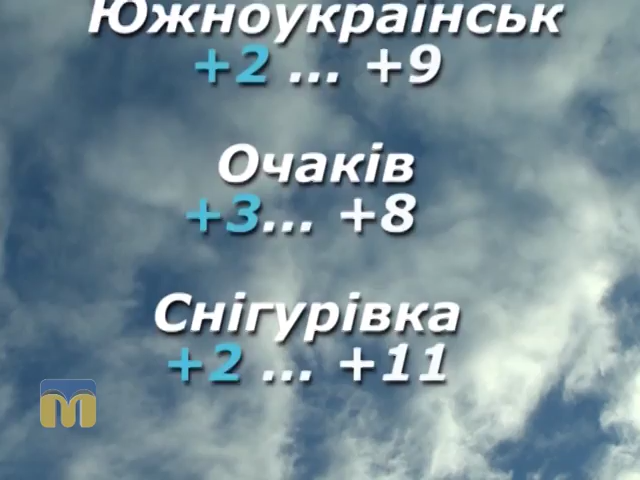 Южноукраїнськ
+2 ... +9
Очаків
+3... +8
Снігурівка
+2 ... +11